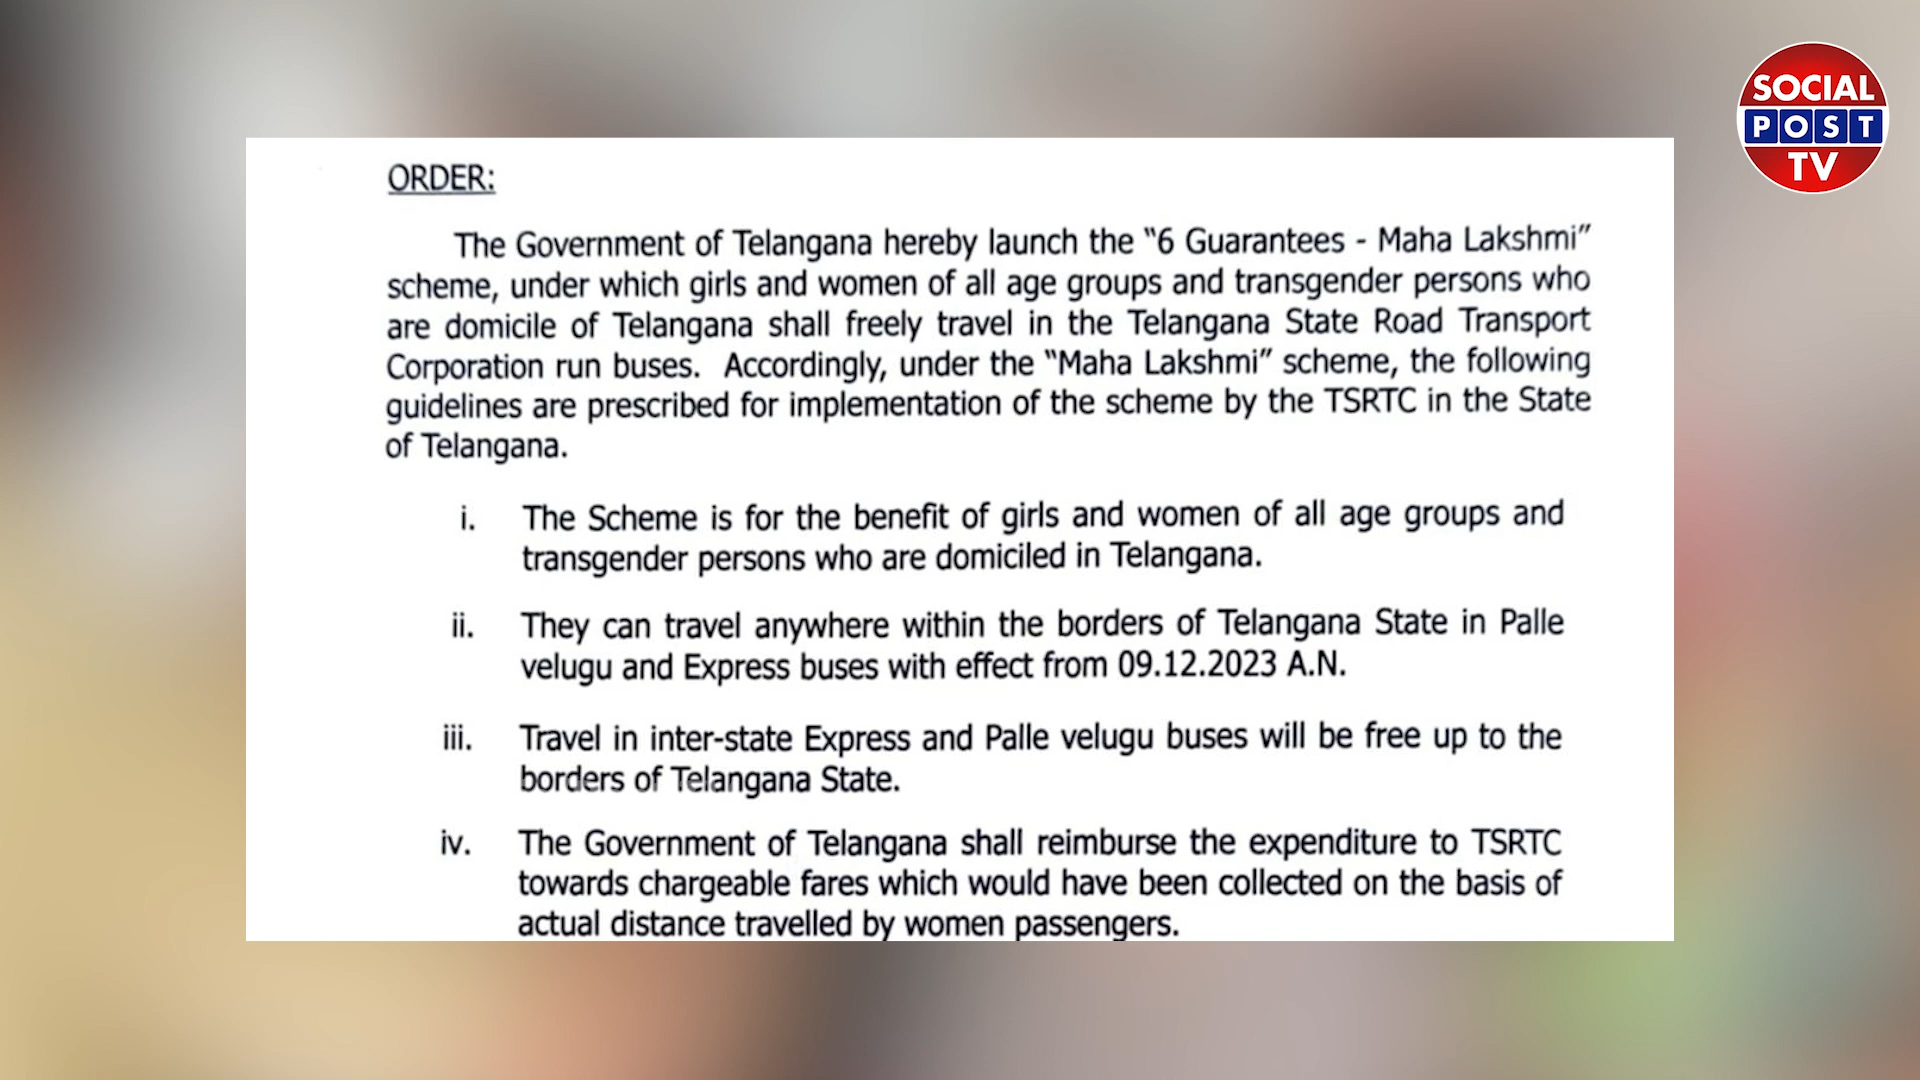 SOCIAL
POST
TV
ORDER:
The Government of Telangana hereby launch the “6 Guarantees - Maha Lakshmi”
scheme, under which girls and women of all age groups and transgender persons who
are domicile of Telangana shall freely travel in the Telangana State Road Transport
Corporation run buses. Accordingly, under the “Maha Lakshmi” scheme, the following
guidelines are prescribed for implementation of the scheme by the TSRTC in the State
of Telangana.
i. The Scheme is for the benefit of girls and women of all age groups and
transgender persons who are domiciled in Telangana.
ii. They can travel anywhere within the borders of Telangana State in Palle
velugu and Express buses with effect from 09.12.2023 A.N.
iii. Travel in inter-state Express and Palle velugu buses will be free up to the
borders of Telangana State.
iv. The Government of Telangana shall reimburse the expenditure to TSRTC
towards chargeable fares which would have been collected on the basis of
actual distance travelled by women passengers.